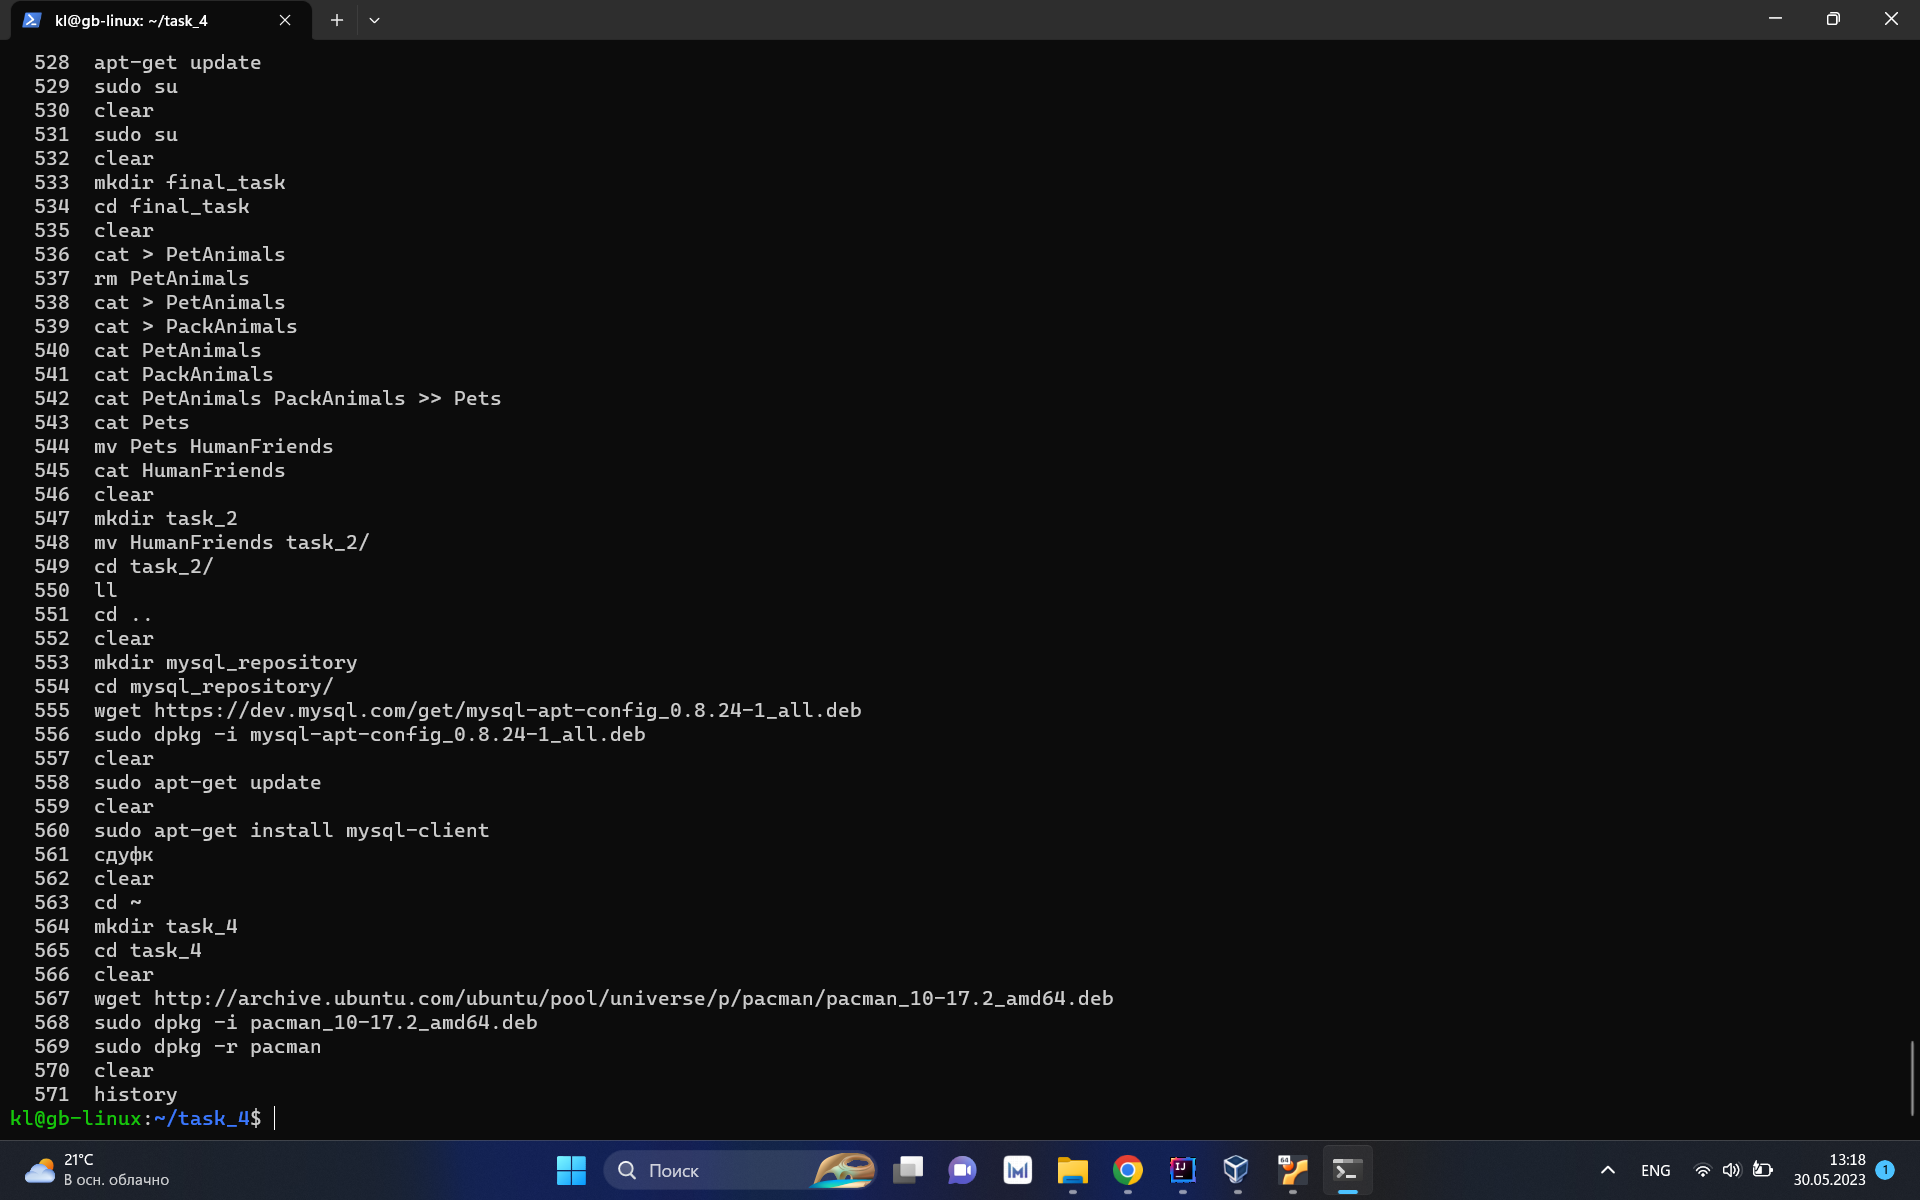 kl@gb-linux: ~/task_4
528 apt-get update
529 sudo su
530 clear
531 sudo su
532 clear
533 mkdir final_task
534 cd final_task
535 clear
536 cat > PetAnimals
537 rm PetAnimals
538 cat > PetAnimals
539 cat > PackAnimals
540 cat PetAnimals
541 cat PackAnimals
542 cat PetAnimals PackAnimals >> Pets
543 cat Pets
544 mv Pets HumanFriends
545 cat HumanFriends
546 clear
547 mkdir task_2
548 mv HumanFriends task_2/
549 cd task_2/
550 ll
551 cd ..
552 clear
553 mkdir mysql_repository
554 cd mysql_repository/
555 wget https://dev.mysql.com/get/mysql-apt-config_0.8.24-1_all.deb
556 sudo dpkg -i mysql-apt-config_0.8.24-1_all.deb
557 clear
558 sudo apt-get update
559 clear
560 sudo apt-get install mysql-client
561 сдуфк
562 clear
563 cd ~
564 mkdir task_4
565 cd task_4
566 clear
567 wget http://archive.ubuntu.com/ubuntu/pool/universe/p/pacman/pacman_10-17.2_amd64.deb
568 sudo dpkg -i pacman_10-17.2_amd64.deb
569 sudo dpkg -r pacman
570 clear
571 history
kl@gb-linux:~/task_4$
21°C
В осн. облачно
Поиск
IJ
64
ENG
13:18
30.05.2023
1